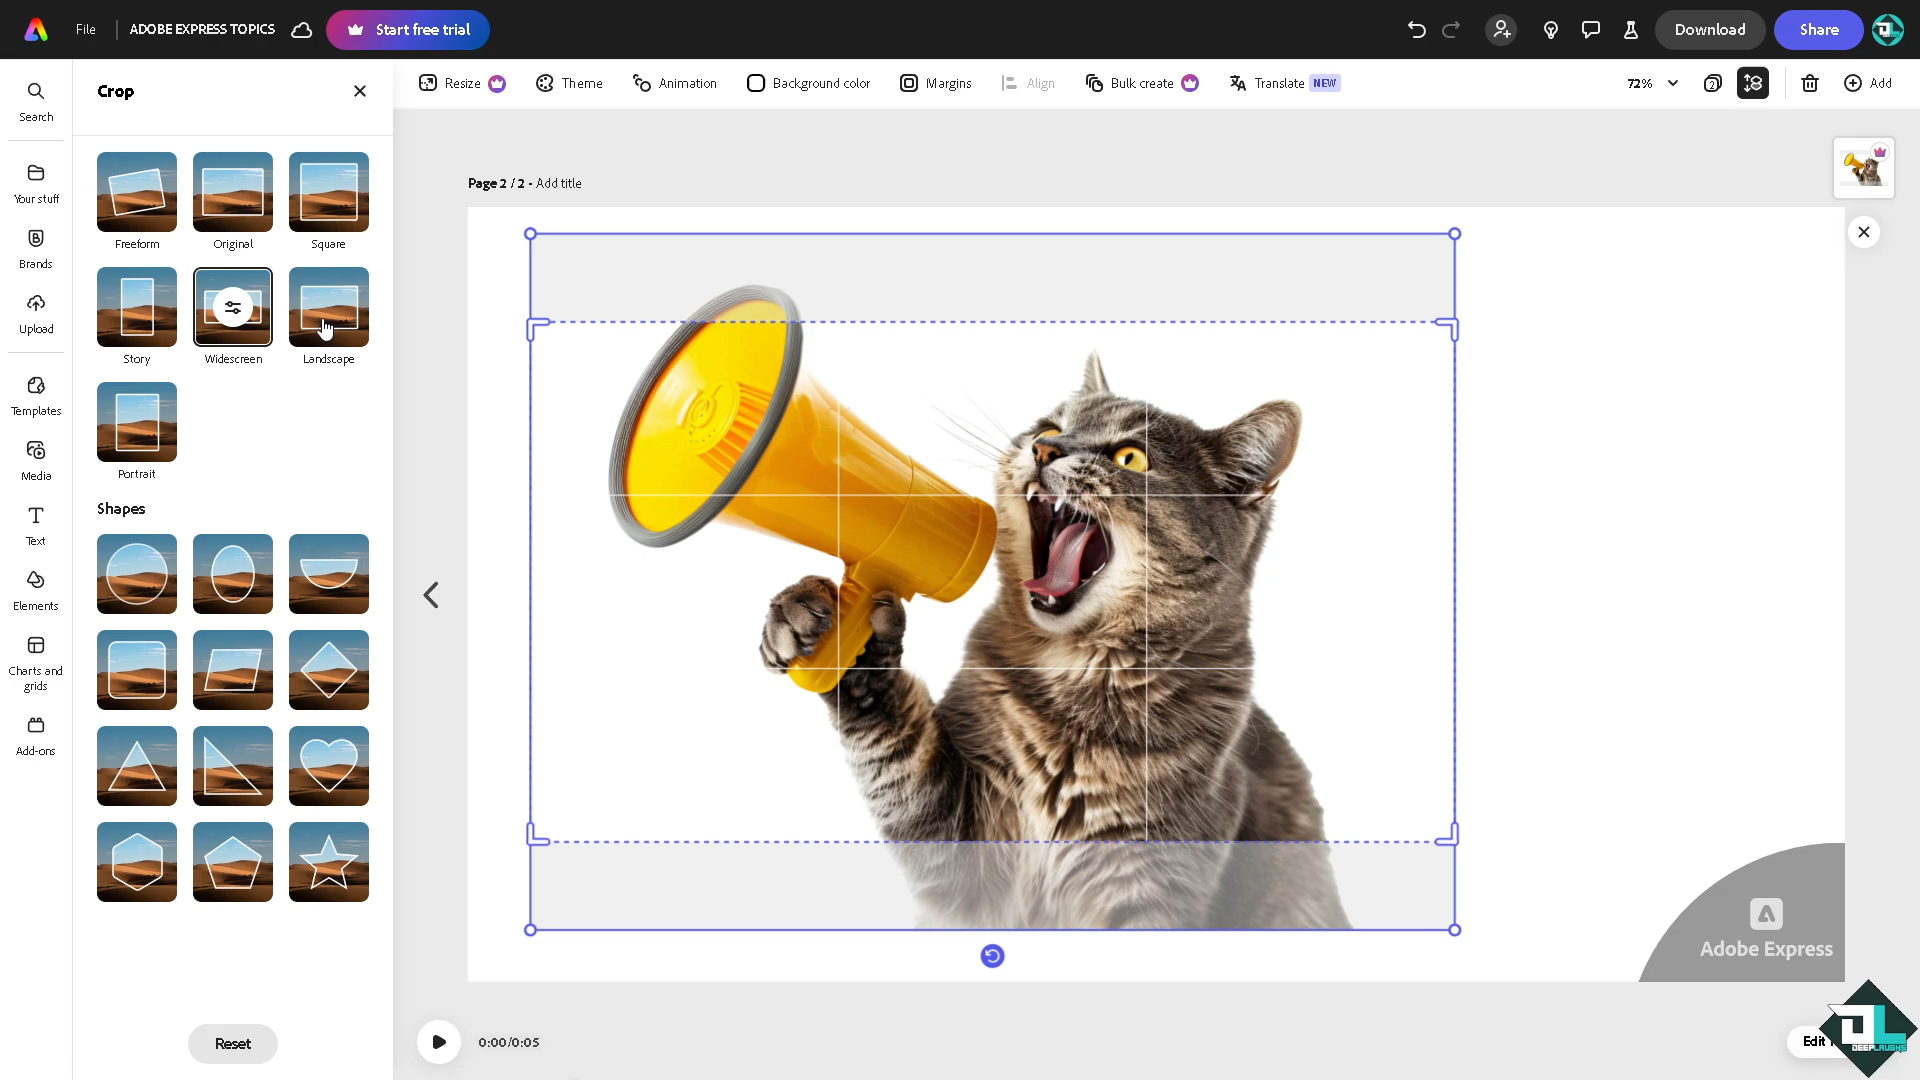 File
ADOBE EXPRESS TOPICS
Start free trial
Download
Share
Search
Your stuff
Brands
Upload
Templates
Media
Text
Elements
Charts and
grids
Add-ons
Crop
Freeform
Original
Square
Story
Widescreen
Landscape
Portrait
Shapes
Reset
Resize
Theme
Animation
Background color
Margins
Align
Bulk create
Translate NEW
72%
2
Add
Page 2 / 2 - Add title
Adobe Express
0:00/0:05
Edit
DEEPLAUGHS